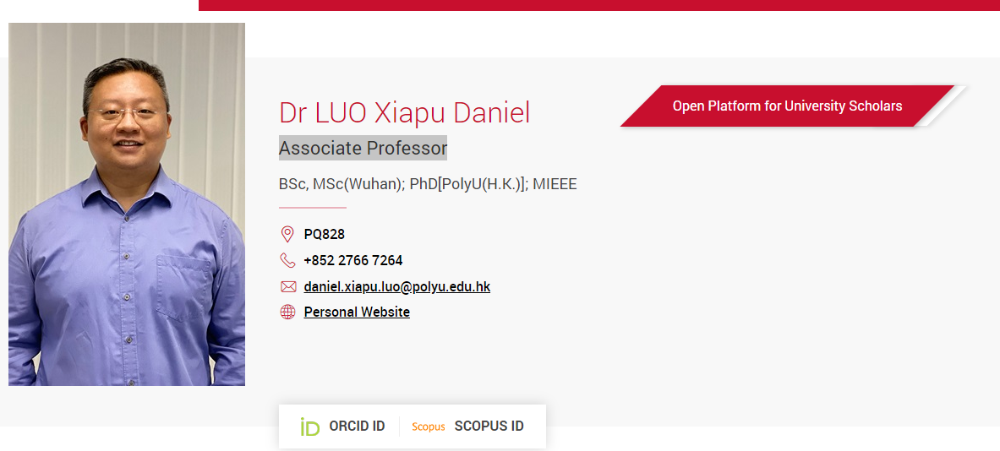 Open Platform for University Scholars
Dr LUO Xiapu Daniel
Associate Professor
BSc, MSc(Wuhan); PhD[PolyU(H.K.)]; MIEEE
PQ828
+852 2766 7264
daniel.xiapu.luo@polyu.edu.hk
Personal Website
iD ORCID ID Scopus SCOPUS ID